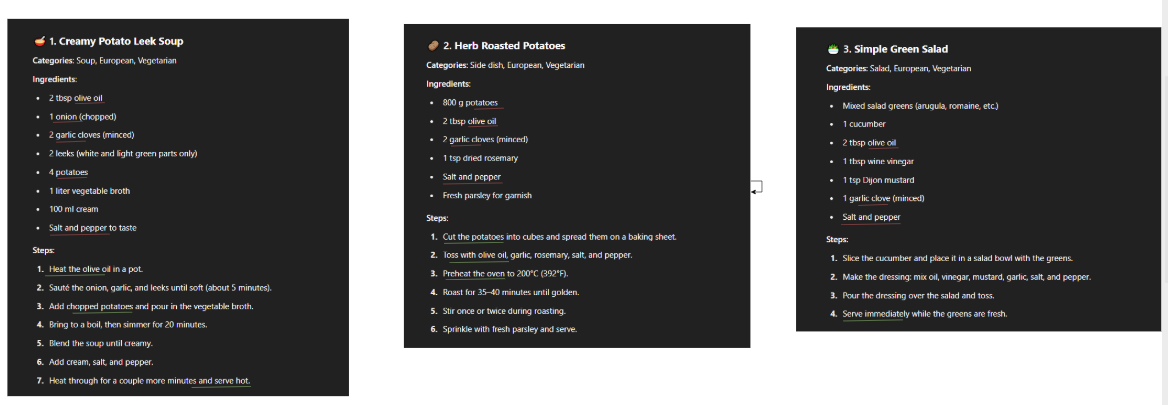 1. Creamy Potato Leek Soup
Categories: Soup, European, Vegetarian
Ingredients:
• 2 tbsp olive oil
• 1 onion (chopped)
• 2 garlic cloves (minced)
• 2 leeks (white and light green parts only)
• 4 potatoes
• 1 liter vegetable broth
• 100 ml cream
• Salt and pepper to taste
Steps:
1. Heat the olive oil in a pot.
2. Sauté the onion, garlic, and leeks until soft (about 5 minutes).
3. Add chopped potatoes and pour in the vegetable broth.
4. Bring to a boil, then simmer for 20 minutes.
5. Blend the soup until creamy.
6. Add cream, salt, and pepper.
7. Heat through for a couple more minutes and serve hot.
2. Herb Roasted Potatoes
Categories: Side dish, European, Vegetarian
Ingredients:
• 800 g potatoes
• 2 tbsp olive oil
• 2 garlic cloves (minced)
• 1 tsp dried rosemary
• Salt and pepper
• Fresh parsley for garnish
Steps:
1. Cut the potatoes into cubes and spread them on a baking sheet.
2. Toss with olive oil, garlic, rosemary, salt, and pepper.
3. Preheat the oven to 200°C (392°F).
4. Roast for 35–40 minutes until golden.
5. Stir once or twice during roasting.
6. Sprinkle with fresh parsley and serve.
3. Simple Green Salad
Categories: Salad, European, Vegetarian
Ingredients:
• Mixed salad greens (arugula, romaine, etc.)
• 1 cucumber
• 2 tbsp olive oil
• 1 tbsp wine vinegar
• 1 tsp Dijon mustard
• 1 garlic clove (minced)
• Salt and pepper
Steps:
1. Slice the cucumber and place it in a salad bowl with the greens.
2. Make the dressing: mix oil, vinegar, mustard, garlic, salt, and pepper.
3. Pour the dressing over the salad and toss.
4. Serve immediately while the greens are fresh.